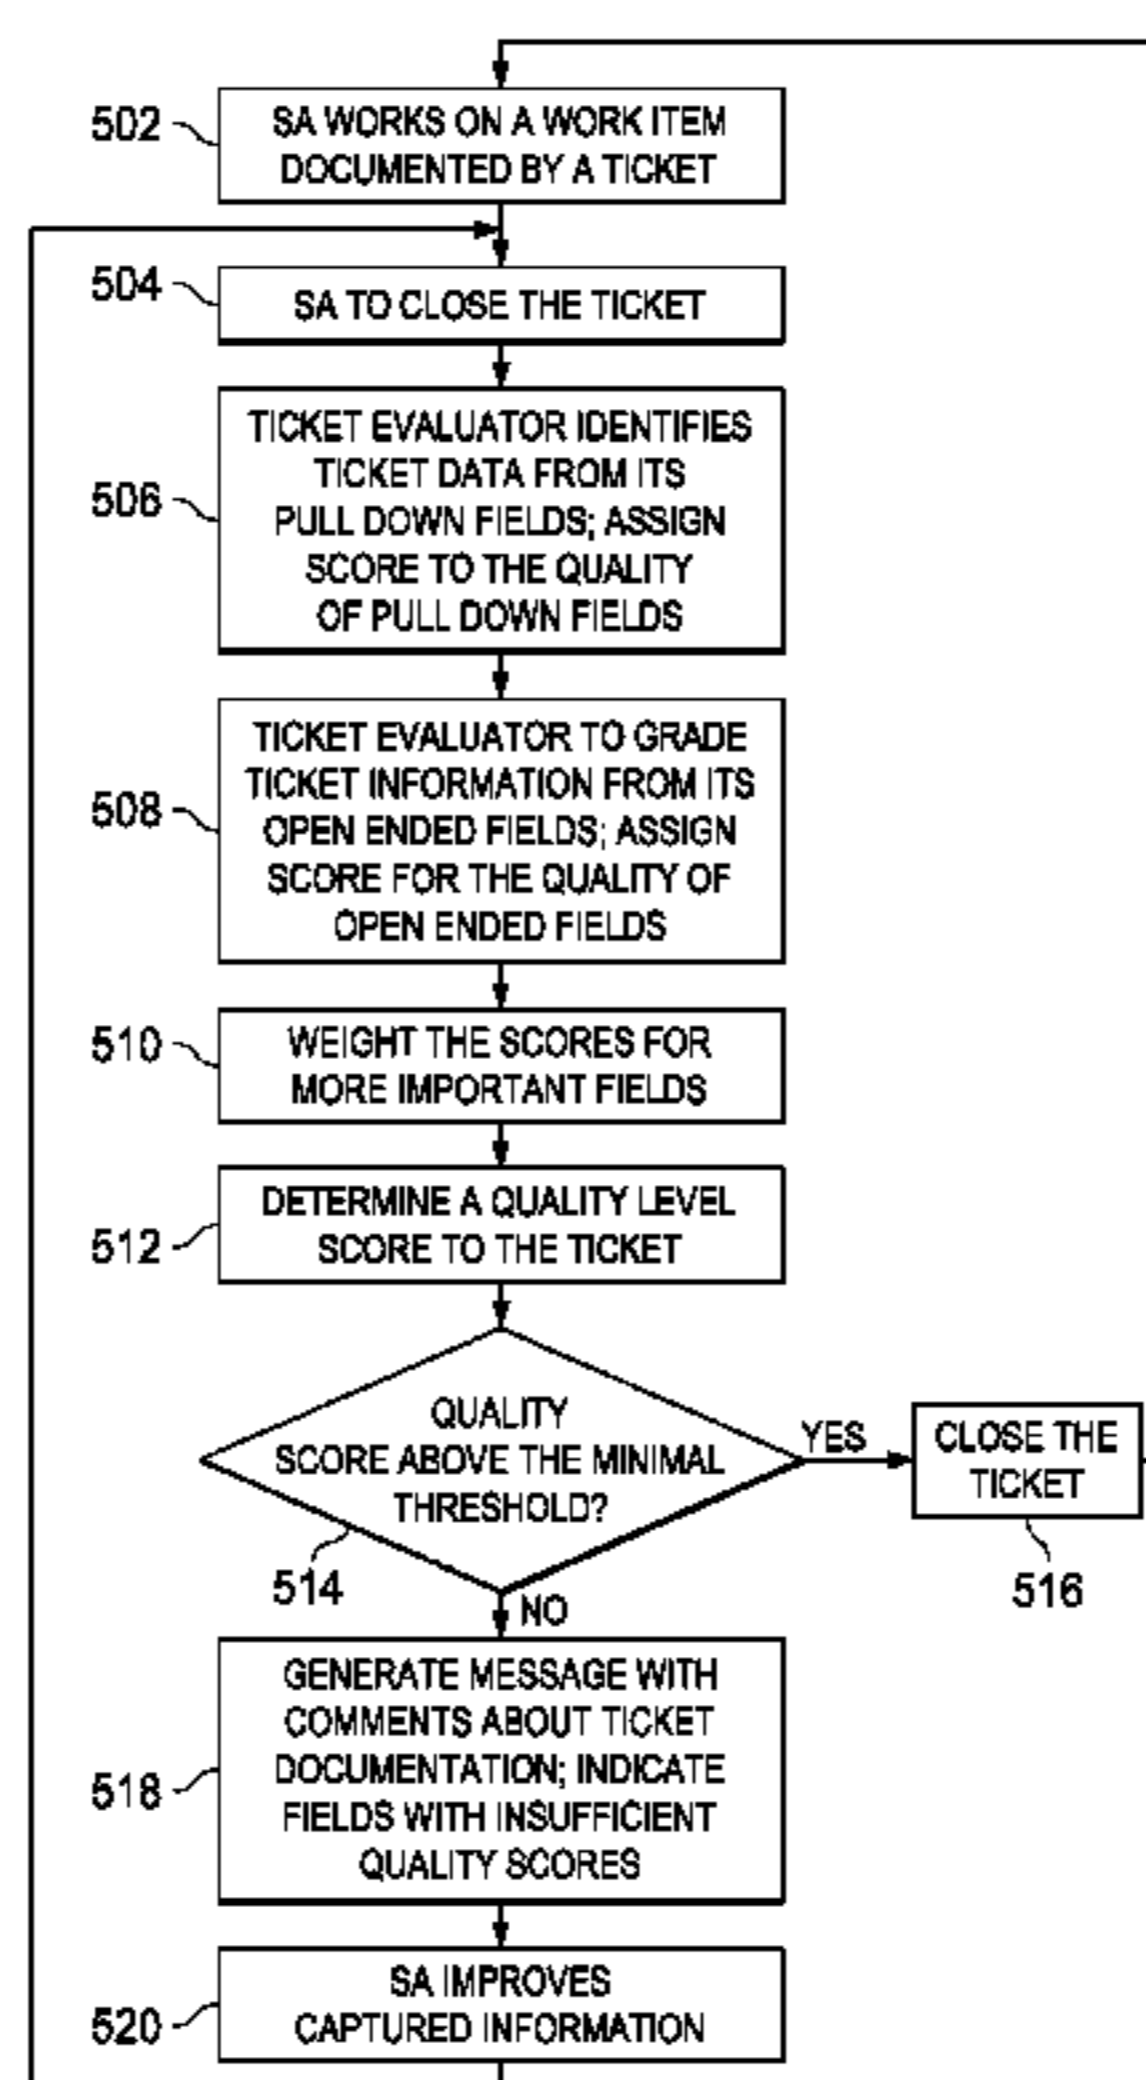 502
SA WORKS ON A WORK ITEM
DOCUMENTED BY A TICKET
504
SA TO CLOSE THE TICKET
506
TICKET EVALUATOR IDENTIFIES
TICKET DATA FROM ITS
PULL DOWN FIELDS; ASSIGN
SCORE TO THE QUALITY
OF PULL DOWN FIELDS
508
TICKET EVALUATOR TO GRADE
TICKET INFORMATION FROM ITS
OPEN ENDED FIELDS; ASSIGN
SCORE FOR THE QUALITY OF
OPEN ENDED FIELDS
510
WEIGHT THE SCORES FOR
MORE IMPORTANT FIELDS
512
DETERMINE A QUALITY LEVEL
SCORE TO THE TICKET
QUALITY
SCORE ABOVE THE MINIMAL
THRESHOLD?
514
YES
CLOSE THE
TICKET
516
NO
518
GENERATE MESSAGE WITH
COMMENTS ABOUT TICKET
DOCUMENTATION; INDICATE
FIELDS WITH INSUFFICIENT
QUALITY SCORES
520
SA IMPROVES
CAPTURED INFORMATION